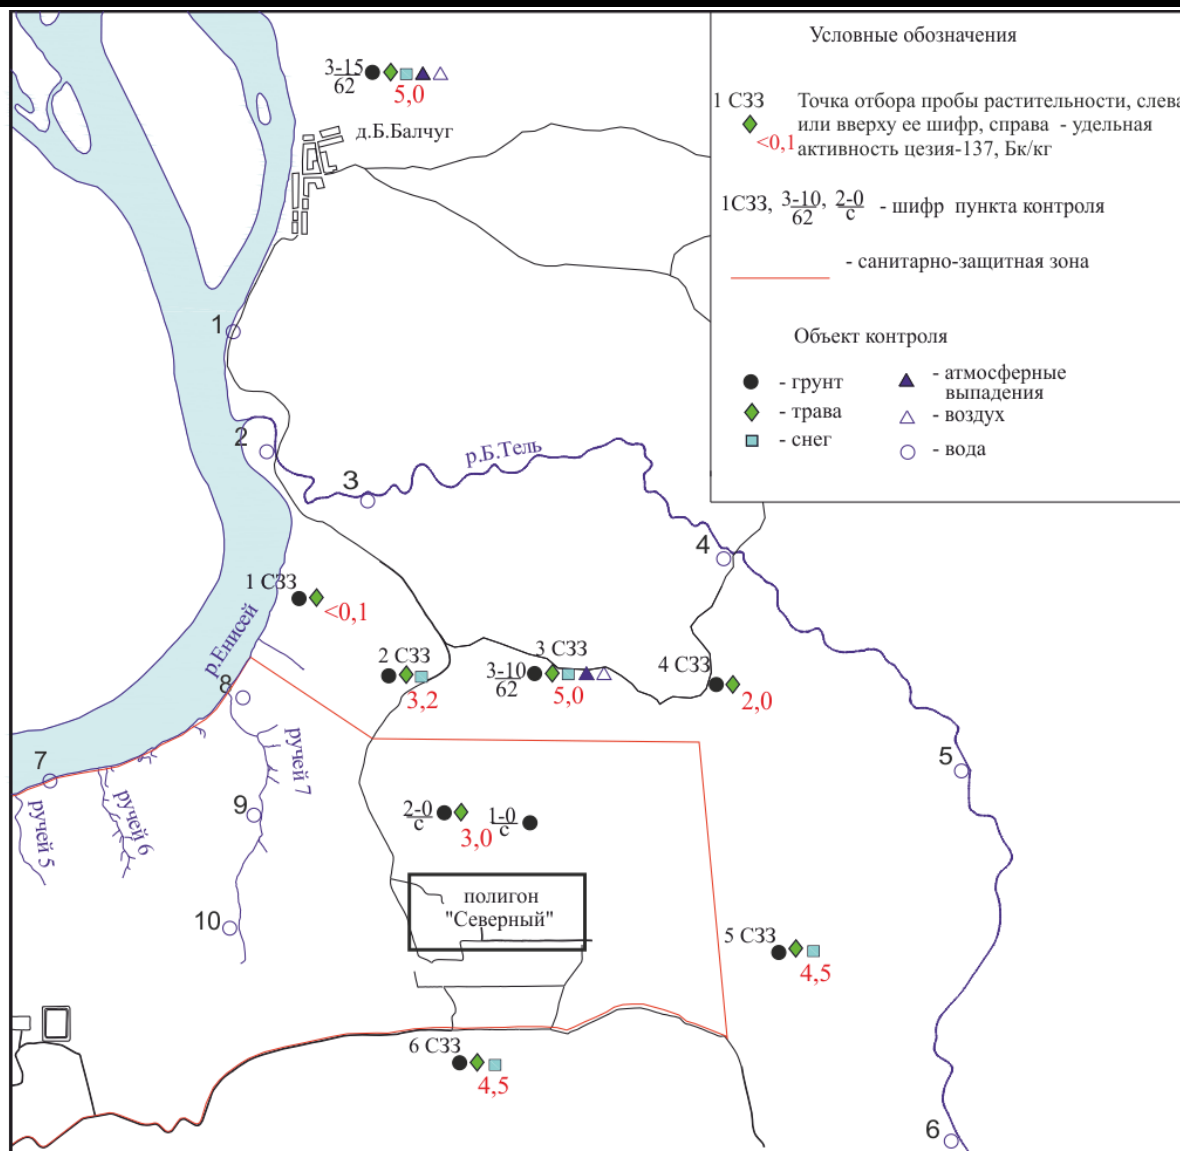 Условные обозначения
1 СЗЗ
Точка отбора пробы растительности, слева
или вверху ее шифр, справа - удельная
<0,1
активность цезия-137, Бк/кг
1СЗЗ, 3-10/62, 2-0/с - шифр пункта контроля
- санитарно-защитная зона
Объект контроля
- грунт
- трава
- снег
- атмосферные
выпадения
- воздух
- вода
3-15
62
5,0
д.Б.Балчуг
1
2
3
р.Б.Тель
4
1 СЗЗ
<0,1
р.Енисей
2 СЗЗ
3,2
3 СЗЗ
3-10
62
5,0
4 СЗЗ
2,0
8
7
5
ручей 5
ручей 6
ручей 7
9
10
2-0
с
3,0
1-0
с
полигон
"Северный"
5 СЗЗ
4,5
6 СЗЗ
4,5
6